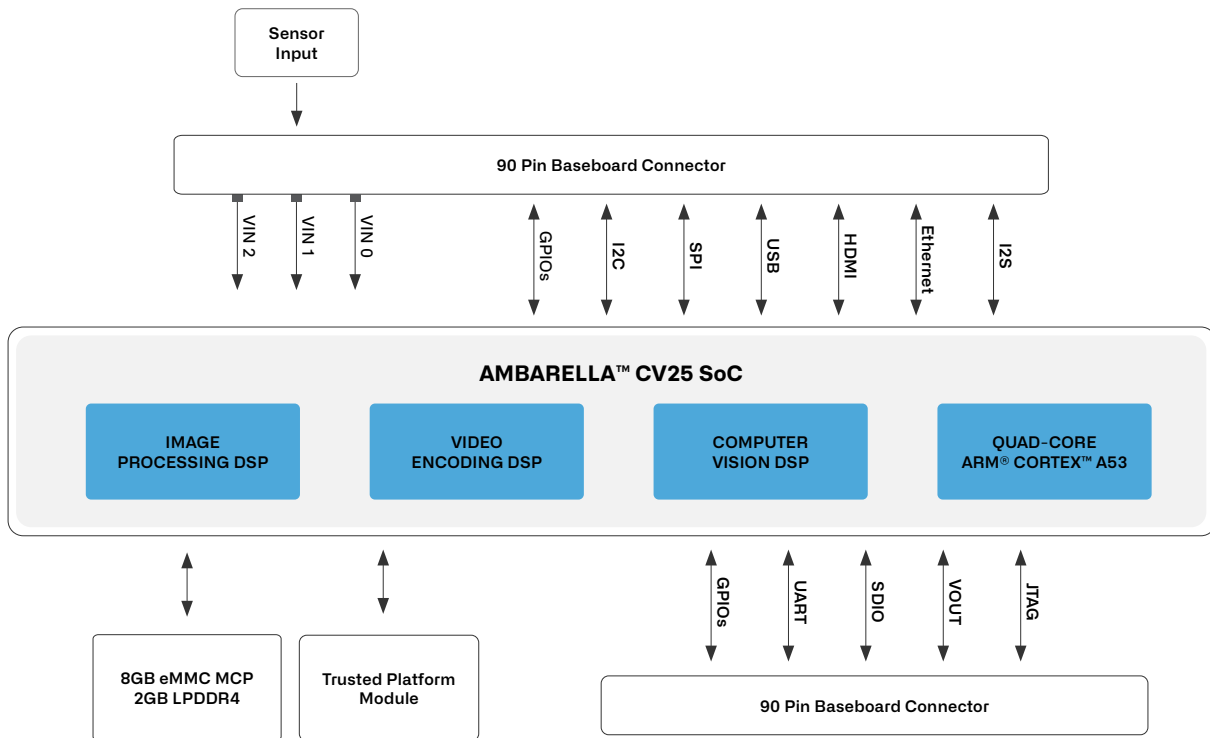 Sensor
Input
90 Pin Baseboard Connector
VIN 2
VIN 1
VIN 0
GPIOs
I2C
SPI
USB
HDMI
Ethernet
I2S
AMBARELLA™ CV25 SoC
IMAGE
PROCESSING DSP
VIDEO
ENCODING DSP
COMPUTER
VISION DSP
QUAD-CORE
ARM® CORTEX™ A53
GPIOs
UART
SDIO
VOUT
JTAG
8GB eMMC MCP
2GB LPDDR4
Trusted Platform
Module
90 Pin Baseboard Connector